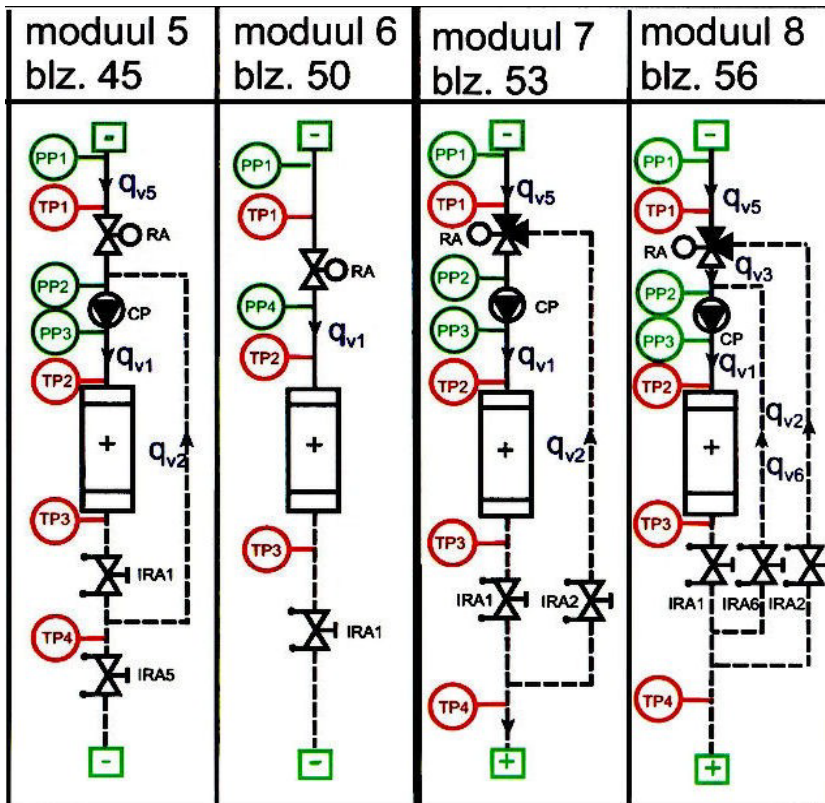 moduul 5
blz. 45
-
PP1
qv5
TP1
RA
PP2
CP
PP3
qv1
TP2
+
qv2
TP3
IRA1
TP4
IRA5
-
moduul 6
blz. 50
-
PP1
TP1
RA
PP4
qv1
TP2
+
TP3
IRA1
-
moduul 7
blz. 53
-
PP1
qv5
TP1
RA
PP2
CP
PP3
qv1
TP2
+
qv2
TP3
IRA1
IRA2
TP4
+
moduul 8
blz. 56
-
PP1
qv5
TP1
RA
qv3
PP2
PP3
CP
qv1
TP2
qv2
+
qv6
TP3
IRA1 IRA6 IRA2
TP4
+